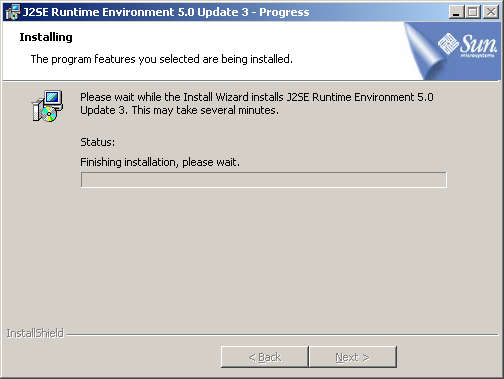 J2SE Runtime Environment 5.0 Update 3 - Progress
Installing
The program features you selected are being installed.
Sun
microsystems
Please wait while the Install Wizard installs J2SE Runtime Environment 5.0
Update 3. This may take several minutes.
Status:
Finishing installation, please wait.
InstallShield
< Back
Next >